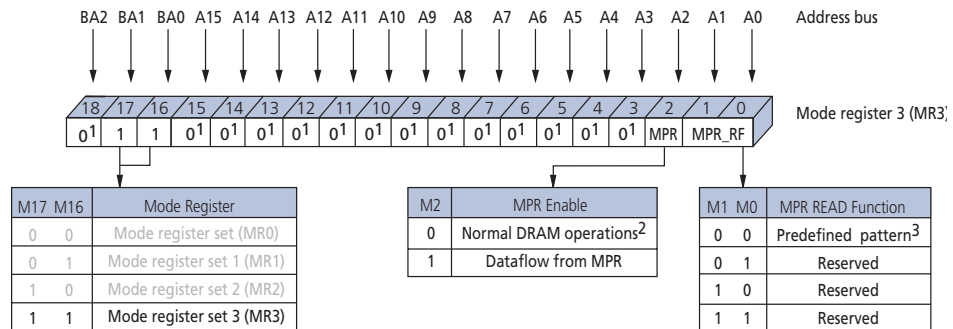 BA2 BA1 BA0 A15 A14 A13 A12 A11 A10 A9 A8 A7 A6 A5 A4 A3 A2 A1 A0 Address bus
18 17 16 15 14 13 12 11 10 9 8 7 6 5 4 3 2 1 0 Mode register 3 (MR3)
0¹ 1 1 0¹ 0¹ 0¹ 0¹ 0¹ 0¹ 0¹ 0¹ 0¹ 0¹ 0¹ 0¹ 0¹ MPR MPR_RF
M17 M16 Mode Register
0 0 Mode register set (MR0)
0 1 Mode register set 1 (MR1)
1 0 Mode register set 2 (MR2)
1 1 Mode register set 3 (MR3)
M2 MPR Enable
0 Normal DRAM operations²
1 Dataflow from MPR
M1 M0 MPR READ Function
0 0 Predefined pattern³
0 1 Reserved
1 0 Reserved
1 1 Reserved